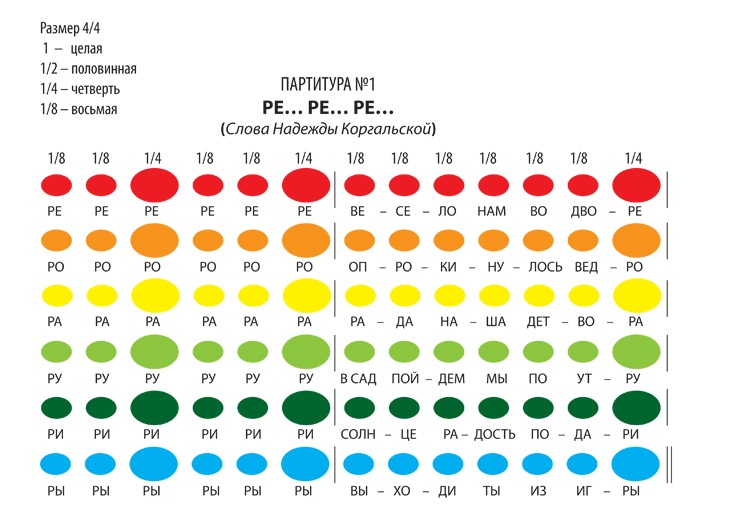 Размер 4/4
1 – целая
1/2 – половинная
1/4 – четверть
1/8 – восьмая
ПАРТИТУРА №1
РЕ… РЕ… РЕ…
(Слова Надежды Коргальской)
1/8 1/8 1/4 1/8 1/8 1/4 1/8 1/8 1/8 1/8 1/8 1/8 1/4
РЕ РЕ РЕ РЕ РЕ РЕ ВЕ – СЕ – ЛО НАМ ВО ДВО – РЕ
РО РО РО РО РО РО ОП – РО – КИ – НУ – ЛОСЬ ВЕД – РО
РА РА РА РА РА РА РА – ДА НА – ША ДЕТ – ВО – РА
РУ РУ РУ РУ РУ РУ В САД ПОЙ – ДЕМ МЫ ПО УТ – РУ
РИ РИ РИ РИ РИ РИ СОЛН – ЦЕ РА – ДОСТЬ ПО – ДА – РИ
РЫ РЫ РЫ РЫ РЫ РЫ ВЫ – ХО – ДИ ТЫ ИЗ ИГ – РЫ